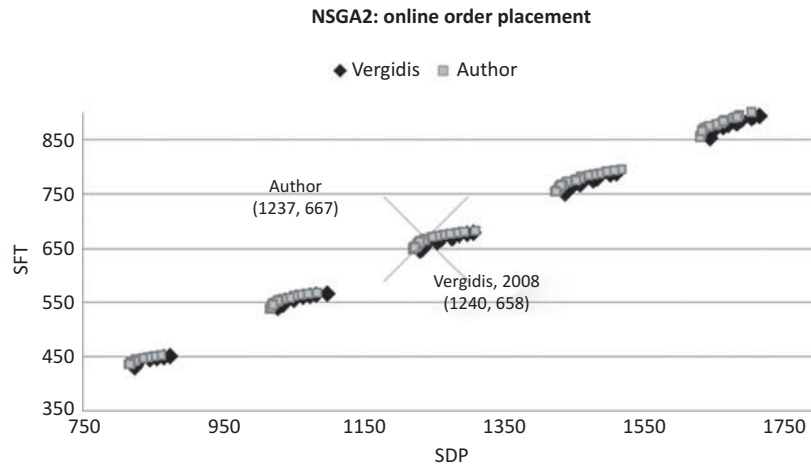 NSGA2: online order placement
Vergidis Author
850
750
650
550
450
350
SFT
Author
(1237, 667)
Vergidis, 2008
(1240, 658)
750 950 1150 1350 1550 1750
SDP